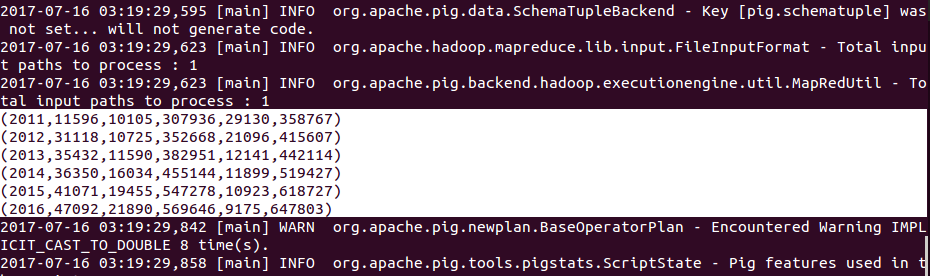 2017-07-16 03:19:29,595 [main] INFO  org.apache.pig.data.SchemaTupleBackend - Key [pig.schematuple] was
 not set... will not generate code.
2017-07-16 03:19:29,623 [main] INFO  org.apache.hadoop.mapreduce.lib.input.FileInputFormat - Total inpu
t paths to process : 1
2017-07-16 03:19:29,623 [main] INFO  org.apache.pig.backend.hadoop.executionengine.util.MapRedUtil - To
tal input paths to process : 1
(2011,11596,10105,307936,29130,358767)
(2012,31118,10725,352668,21096,415607)
(2013,35432,11590,382951,12141,442114)
(2014,36350,16034,455144,11899,519427)
(2015,41071,19455,547278,10923,618727)
(2016,47092,21890,569646,9175,647803)
2017-07-16 03:19:29,842 [main] WARN  org.apache.pig.newplan.BaseOperatorPlan - Encountered Warning IMPL
ICIT_CAST_TO_DOUBLE 8 time(s).
2017-07-16 03:19:29,858 [main] INFO  org.apache.pig.tools.pigstats.ScriptState - Pig features used in t